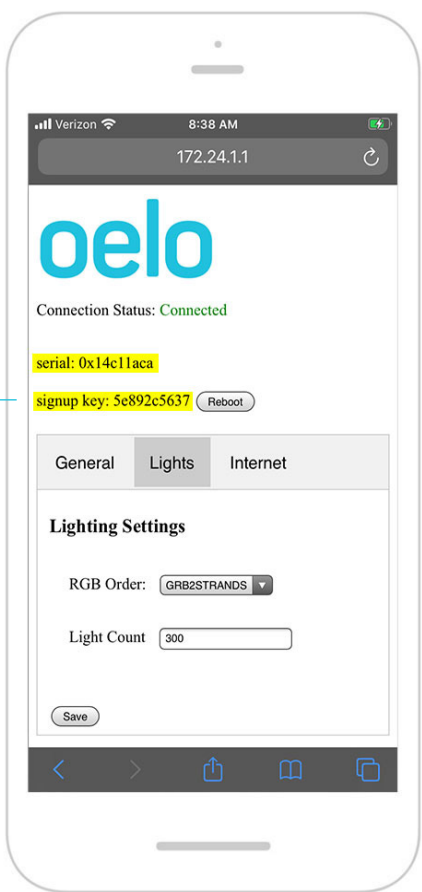 Verizon 8:38 AM
172.24.1.1
oelo
Connection Status: Connected
serial: 0x14c11aca
signup key: 5e892c5637 Reboot
General Lights Internet
Lighting Settings
RGB Order: GRB2STRANDS
Light Count 300
Save